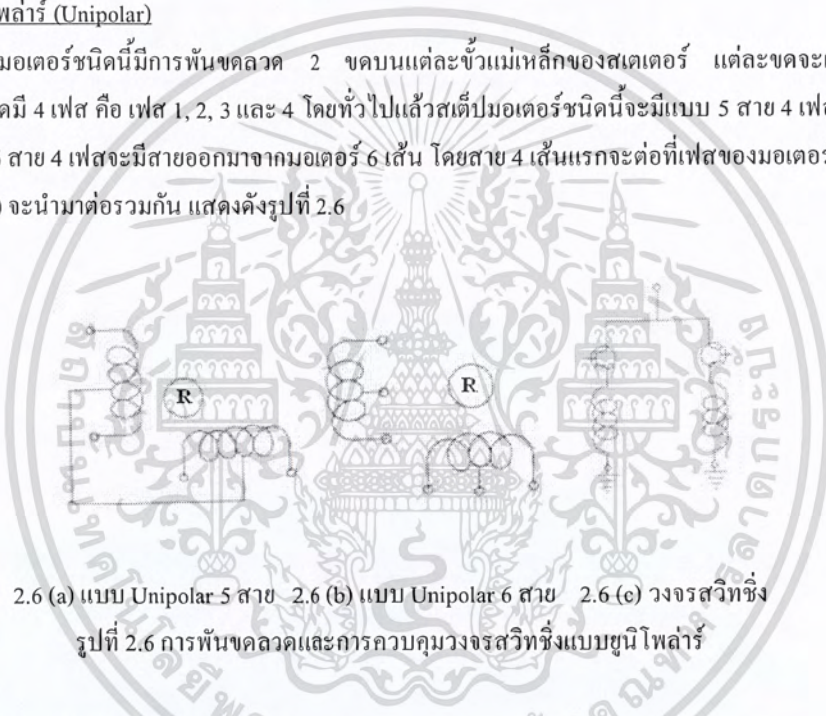 พล่าร์ (Unipolar)
มอเตอร์ชนิดนี้มีการพันขดลวด 2 ขดบนแต่ละขั้วแม่เหล็กของสเตเตอร์ แต่ละขดจะเ
ดมี 4 เฟส คือ เฟส 1, 2, 3 และ 4 โดยทั่วไปแล้วสเต็ปมอเตอร์ชนิดนี้จะมีแบบ 5 สาย 4 เฟส
สาย 4 เฟสจะมีสายออกมาจากมอเตอร์ 6 เส้น โดยสาย 4 เส้นแรกจะต่อที่เฟสของมอเตอร
จะนำมาต่อรวมกัน แสดงดังรูปที่ 2.6
R R
2.6 (a) แบบ Unipolar 5 สาย 2.6 (b) แบบ Unipolar 6 สาย 2.6 (c) วงจรสวิทชิ่ง
รูปที่ 2.6 การพันขดลวดและการควบคุมวงจรสวิทชิ่งแบบยูนิโพล่าร์